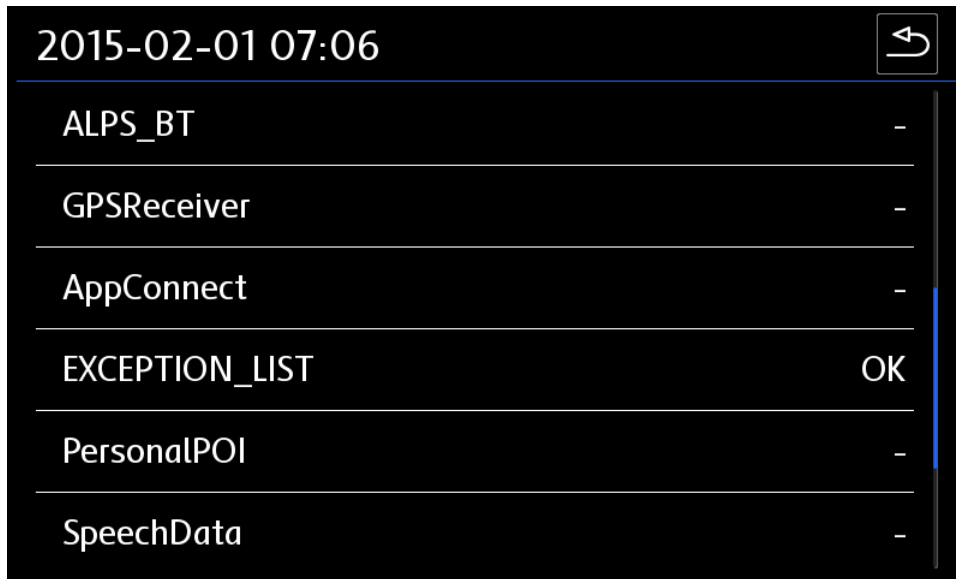 2015-02-01 07:06
ALPS_BT -
GPSReceiver -
AppConnect -
EXCEPTION_LIST OK
PersonalPOI -
SpeechData -